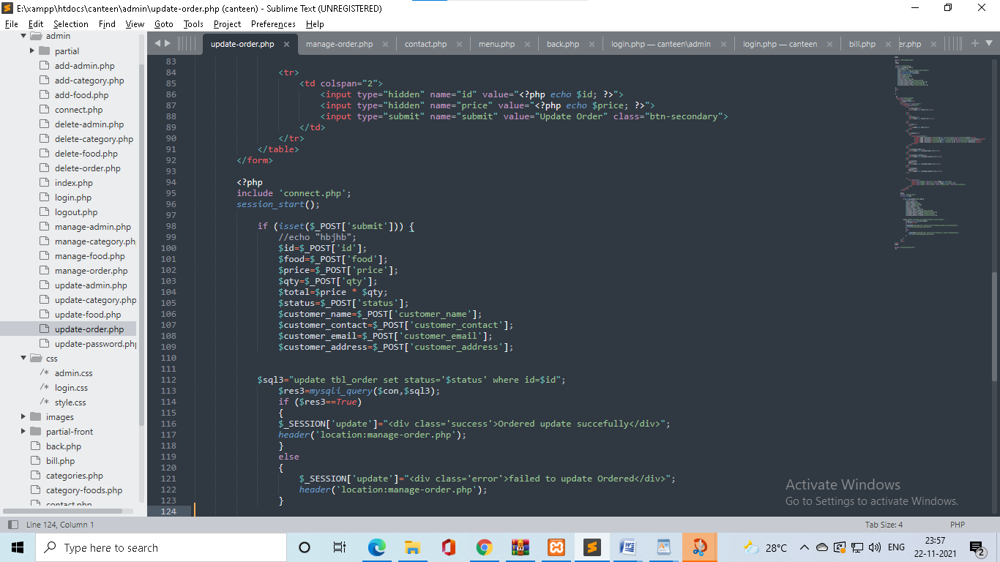 E:\xampp\htdocs\canteen\admin\update-order.php (canteen) - Sublime Text (UNREGISTERED)
File Edit Selection Find View Goto Tools Project Preferences Help
admin
partial
add-admin.php
add-category.php
add-food.php
connect.php
delete-admin.php
delete-category.php
delete-food.php
delete-order.php
index.php
login.php
logout.php
manage-admin.php
manage-category.ph
manage-food.php
manage-order.php
update-admin.php
update-category.php
update-food.php
update-order.php
update-password.php
css
/* admin.css
/* login.css
/* style.css
images
partial-front
back.php
bill.php
categories.php
category-foods.php
contact.php
update-order.php × manage-order.php × contact.php × menu.php × back.php × login.php — canteen\admin × login.php — canteen × bill.php × er.php ×
83
84 <tr>
85 <td colspan="2">
86 <input type="hidden" name="id" value="<?php echo $id; ?>">
87 <input type="hidden" name="price" value="<?php echo $price; ?>">
88 <input type="submit" name="submit" value="Update Order" class="btn-secondary">
89 </td>
90 </tr>
91 </table>
92 </form>
93
94 <?php
95 include 'connect.php';
96 session_start();
97
98 if (isset($_POST['submit'])) {
99 //echo "hbjhb";
100 $id=$_POST['id'];
101 $food=$_POST['food'];
102 $price=$_POST['price'];
103 $qty=$_POST['qty'];
104 $total=$price * $qty;
105 $status=$_POST['status'];
106 $customer_name=$_POST['customer_name'];
107 $customer_contact=$_POST['customer_contact'];
108 $customer_email=$_POST['customer_email'];
109 $customer_address=$_POST['customer_address'];
110
111
112 $sql3="update tbl_order set status='$status' where id=$id";
113 $res3=mysqli_query($con,$sql3);
114 if ($res3==True)
115 {
116 $_SESSION['update']="<div class='success'>Ordered update succefully</div>";
117 header('location:manage-order.php');
118 }
119 else
120 {
121 $_SESSION['update']="<div class='error'>failed to update Ordered</div>";
122 header('location:manage-order.php');
123 }
124
Activate Windows
Go to Settings to activate Windows.
Line 124, Column 1 Tab Size: 4 PHP
Type here to search
28°C ENG
23:57
22-11-2021
2